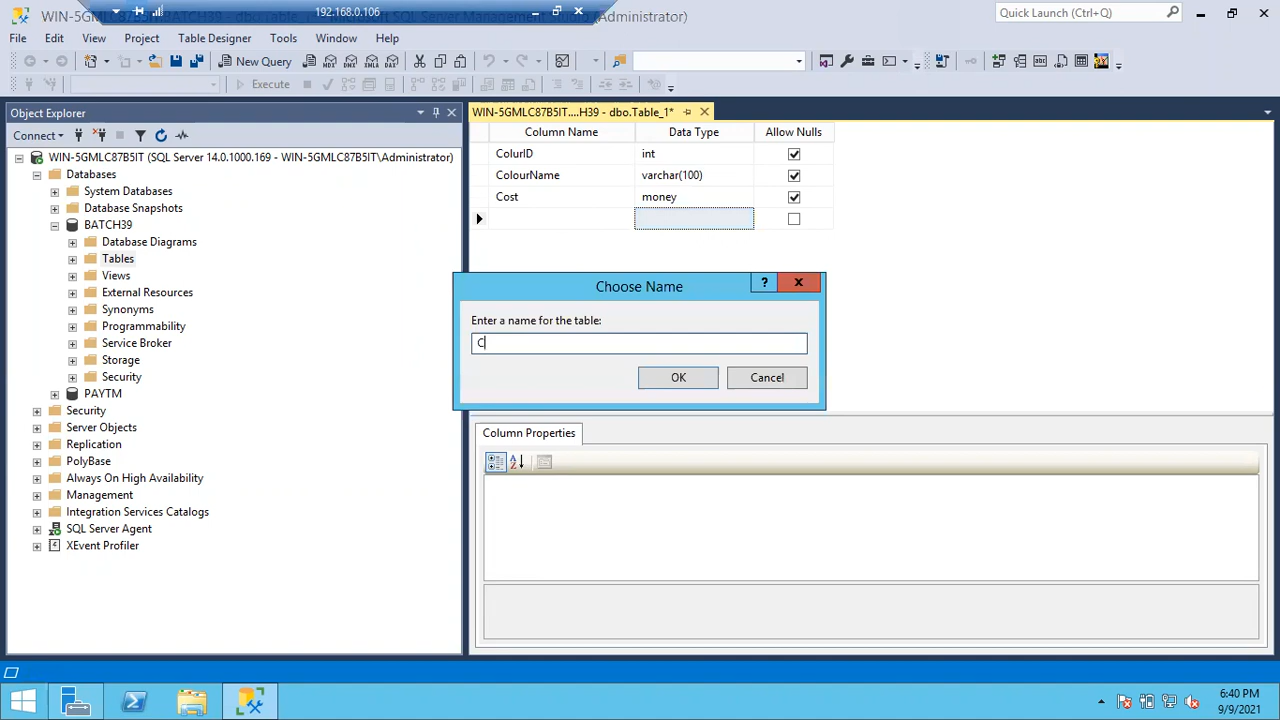 192.168.0.106
(Administrator)
Quick Launch (Ctrl+Q)
File Edit View Project Table Designer Tools Window Help
New Query
Execute
Object Explorer
WIN-5GMLC87B5IT....H39 - dbo.Table_1*
Connect
Column Name Data Type Allow Nulls
WIN-5GMLC87B5IT (SQL Server 14.0.1000.169 - WIN-5GMLC87B5IT\Administrator)
ColurID int
Databases
ColourName varchar(100)
System Databases
Cost money
Database Snapshots
BATCH39
Database Diagrams
Tables
Views
External Resources
Synonyms
Programmability
Service Broker
Storage
Security
PAYTM
Security
Server Objects
Replication
PolyBase
Always On High Availability
Management
Integration Services Catalogs
SQL Server Agent
XEvent Profiler
Choose Name
?
Enter a name for the table:
C
OK Cancel
Column Properties
6:40 PM
9/9/2021